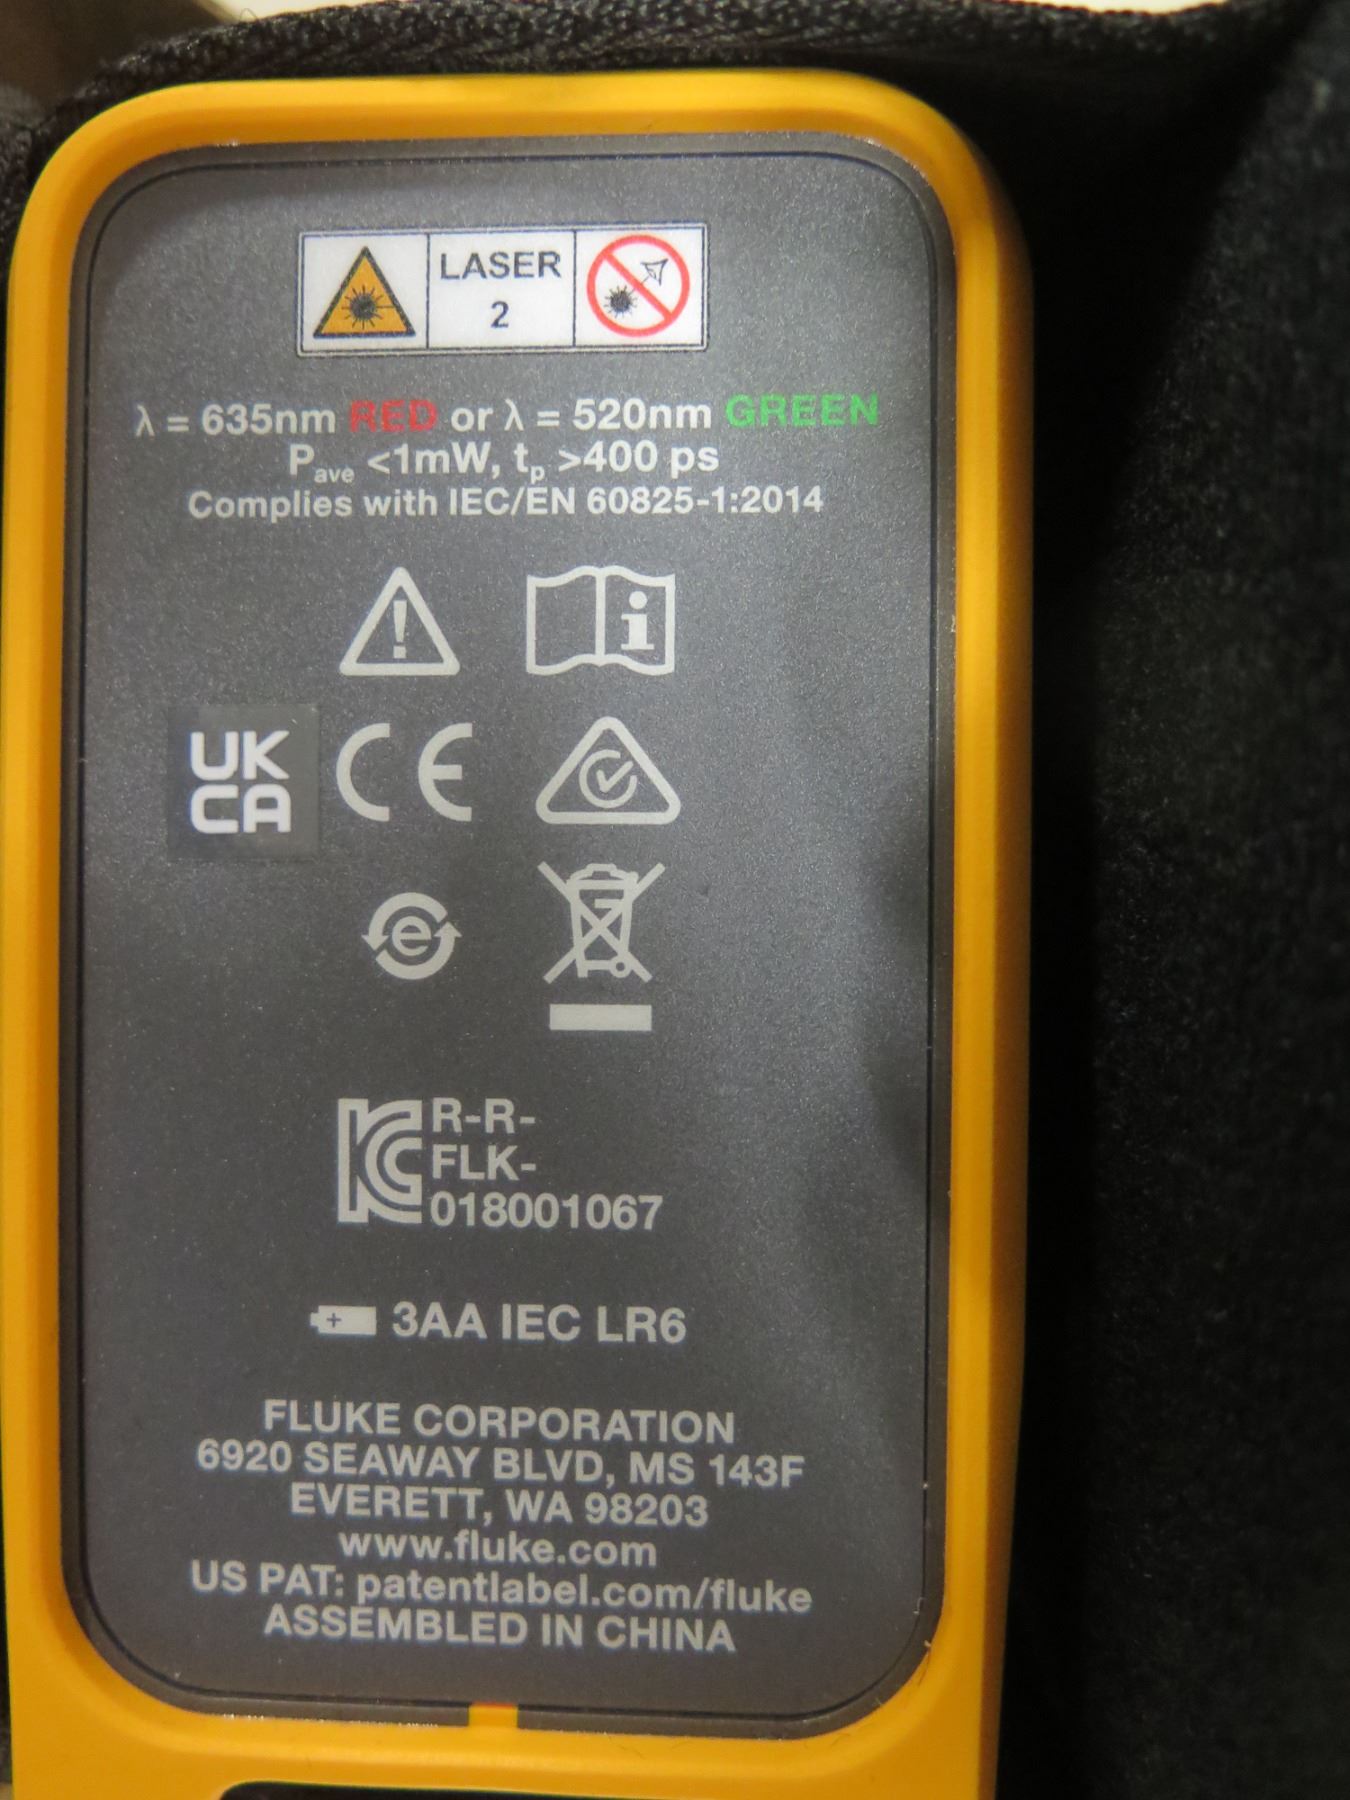 LASER
2
λ = 635nm RED or λ = 520nm GREEN
Pave <1mW, tp >400 ps
Complies with IEC/EN 60825-1:2014
UK
CA
CE
e
R-R-
FLK-
018001067
3AA IEC LR6
FLUKE CORPORATION
6920 SEAWAY BLVD, MS 143F
EVERETT, WA 98203
www.fluke.com
US PAT: patentlabel.com/fluke
ASSEMBLED IN CHINA